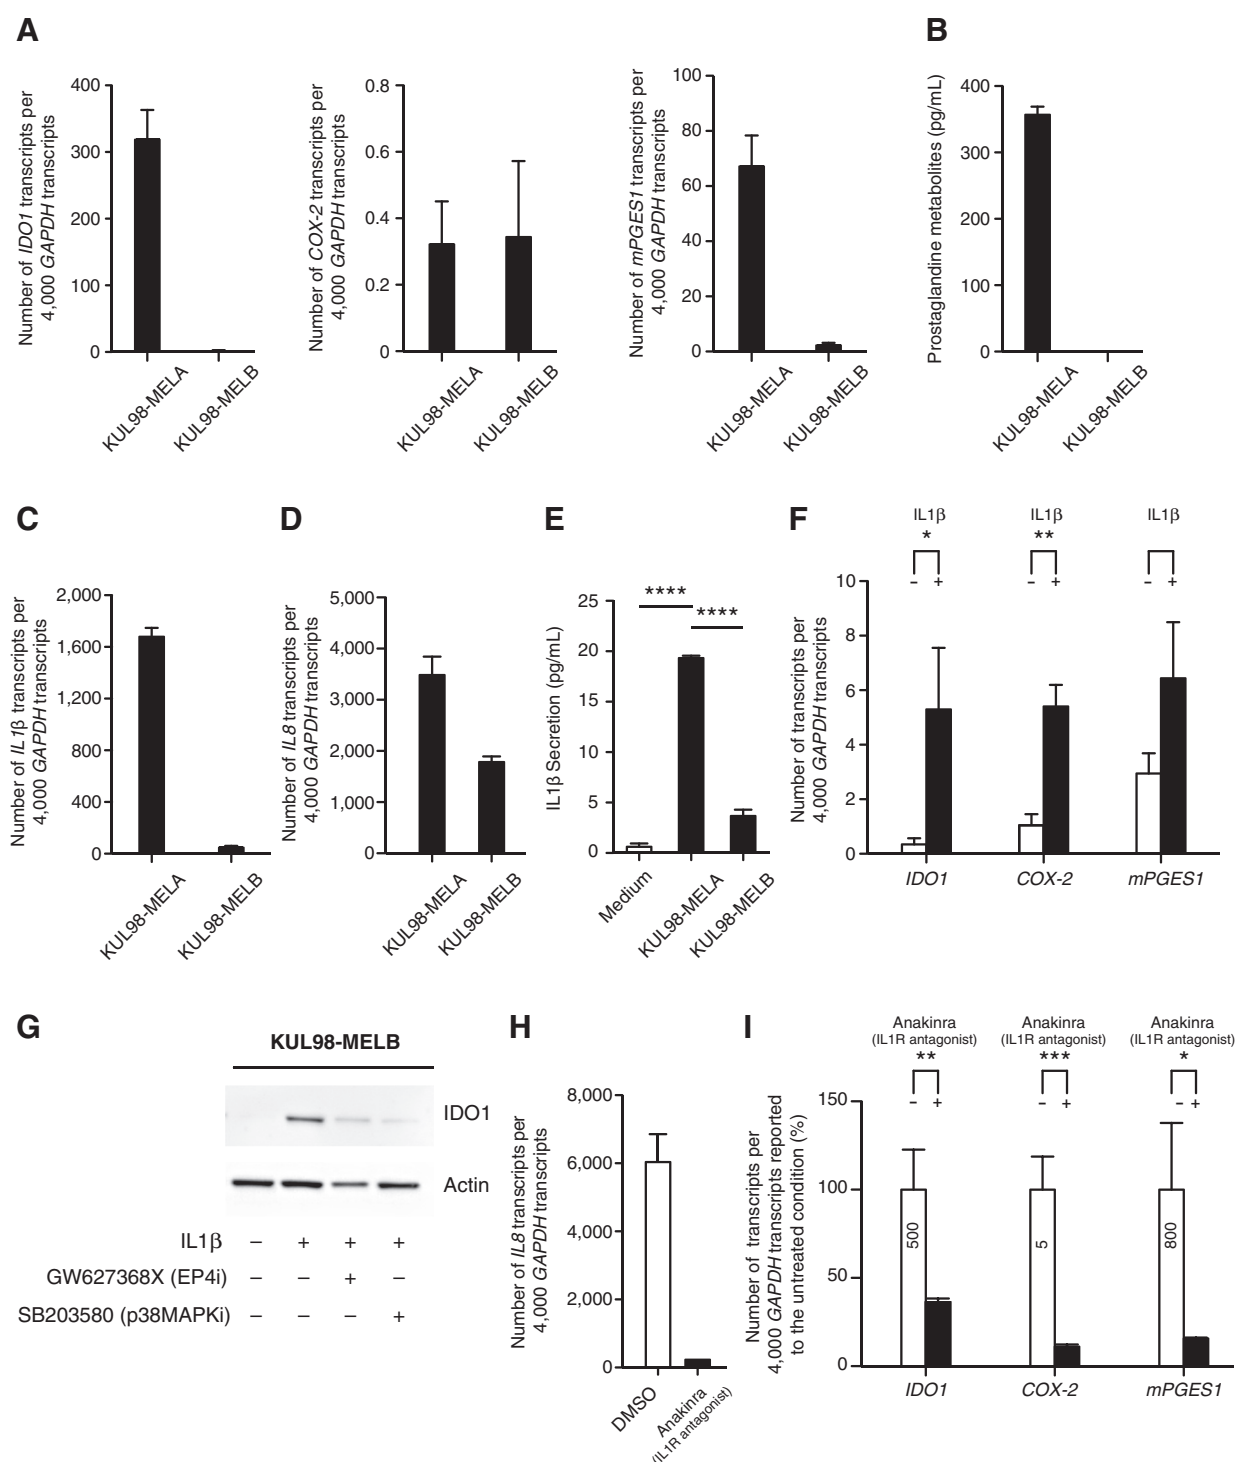 A
B
Number of IDO1 transcripts per
4,000 GAPDH transcripts
400
300
200
100
0
KUL98-MELA
KUL98-MELB
Number of COX-2 transcripts per
4,000 GAPDH transcripts
0.8
0.6
0.4
0.2
0
KUL98-MELA
KUL98-MELB
Number of mPGES1 transcripts per
4,000 GAPDH transcripts
100
80
60
40
20
0
KUL98-MELA
KUL98-MELB
Prostaglandine metabolites (pg/mL)
400
300
200
100
0
KUL98-MELA
KUL98-MELB
C
Number of IL1β transcripts per
4,000 GAPDH transcripts
2,000
1,600
1,200
800
400
0
KUL98-MELA
KUL98-MELB
D
Number of IL8 transcripts per
4,000 GAPDH transcripts
5,000
4,000
3,000
2,000
1,000
0
KUL98-MELA
KUL98-MELB
E
IL1β Secretion (pg/mL)
25
20
15
10
5
0
****
****
Medium
KUL98-MELA
KUL98-MELB
F
IL1β IL1β IL1β
* **
– + – + – +
Number of transcripts per
4,000 GAPDH transcripts
10
8
6
4
2
0
IDO1 COX-2 mPGES1
G
KUL98-MELB
IDO1
Actin
IL1β – + + +
GW627368X (EP4i) – – + –
SB203580 (p38MAPKi) – – – +
H
Number of IL8 transcripts per
4,000 GAPDH transcripts
8,000
6,000
4,000
2,000
0
DMSO
Anakinra
(IL1R antagonist)
I
Anakinra Anakinra Anakinra
(IL1R antagonist) (IL1R antagonist) (IL1R antagonist)
** *** *
– + – + – +
Number of transcripts per
4,000 GAPDH transcripts reported
to the untreated condition (%)
150
100
50
0
500 5 800
IDO1 COX-2 mPGES1